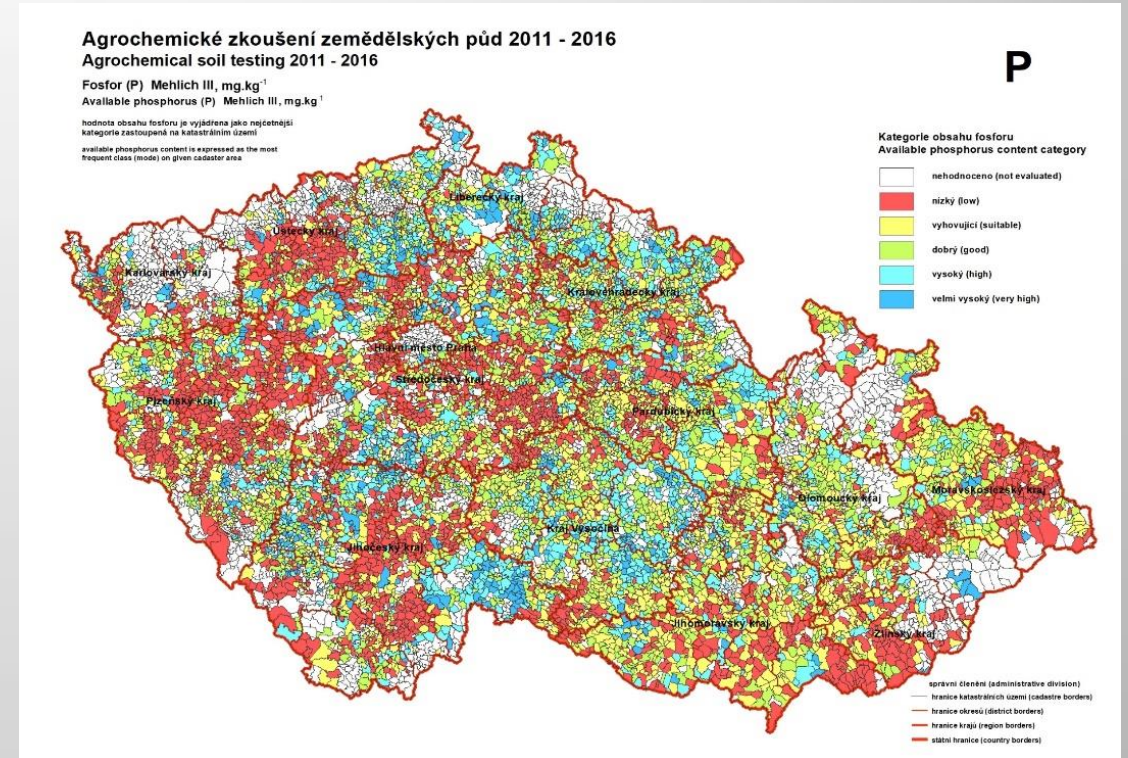 Agrochemické zkoušení zemědělských půd 2011 - 2016
Agrochemical soil testing 2011 - 2016
Fosfor (P) Mehlich III, mg.kg⁻¹
Available phosphorus (P) Mehlich III, mg.kg⁻¹
hodnota obsahu fosforu je vyjádřena jako nejčetnější
kategorie zastoupená na katastrálním území
available phosphorus content is expressed as the most
frequent class (mode) on given cadaster area
P
Kategorie obsahu fosforu
Available phosphorus content category
nehodnoceno (not evaluated)
nízký (low)
vyhovující (suitable)
dobrý (good)
vysoký (high)
velmi vysoký (very high)
Liberecký kraj
Ústecký kraj
Karlovarský kraj
Královéhradecký kraj
Hlavní město Praha
Středočeský kraj
Plzeňský kraj
Pardubický kraj
Moravskoslezský kraj
Olomoucký kraj
Kraj Vysočina
Jihočeský kraj
Jihomoravský kraj
Zlínský kraj
správní členění (administrative division)
hranice katastrálních území (cadastre borders)
hranice okresů (district borders)
hranice krajů (region borders)
státní hranice (country borders)